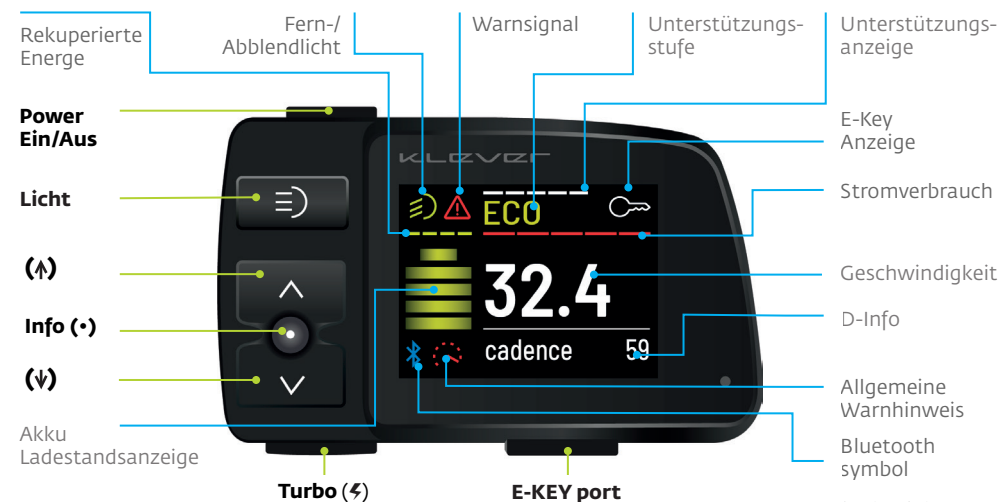 Rekuperierte
Energe
Fern-/
Abblendlicht
Warnsignal
Unterstützungs-
stufe
Unterstützungs-
anzeige
Power
Ein/Aus
E-Key
Anzeige
Licht
Stromverbrauch
(↑)
Geschwindigkeit
Info (•)
D-Info
(↓)
Allgemeine
Warnhinweis
Akku
Ladestandsanzeige
Bluetooth
symbol
Turbo (⚡)
E-KEY port
KLEVER
ECO
32.4
cadence 59